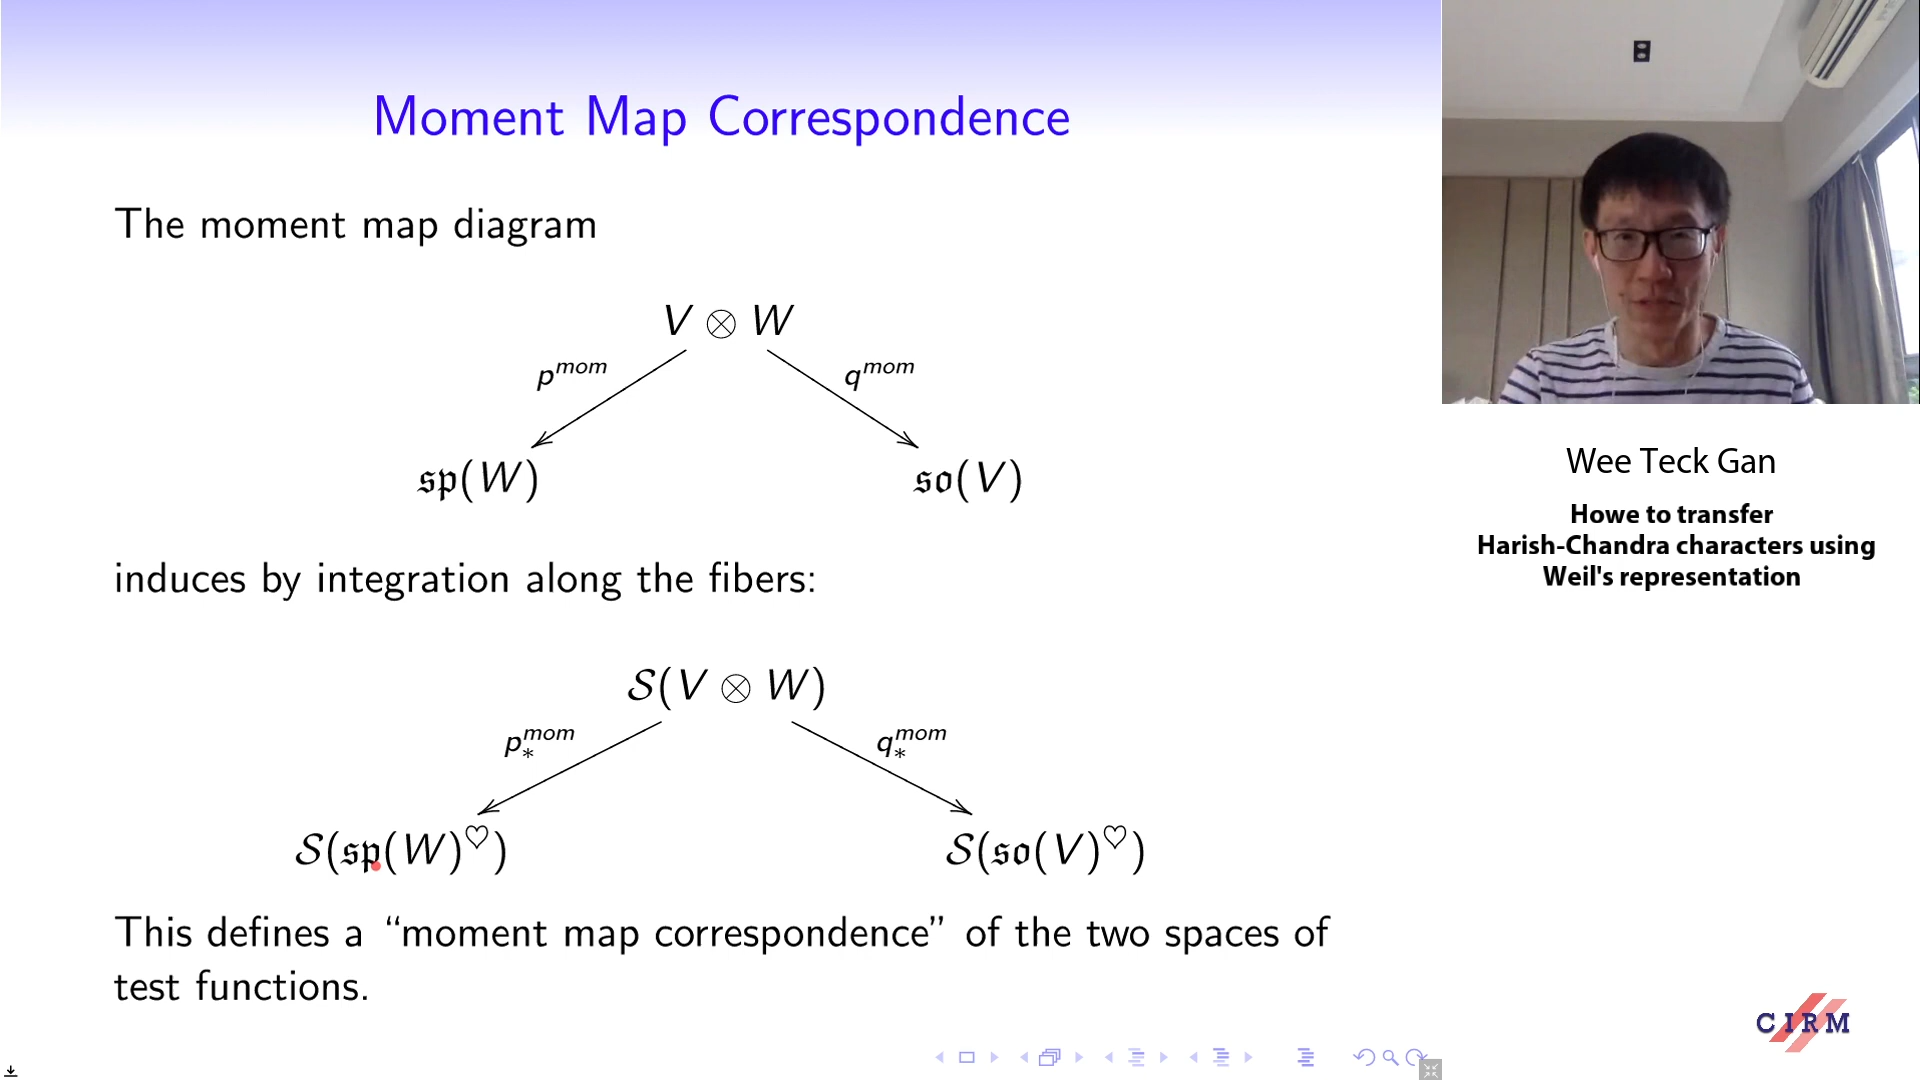 Moment Map Correspondence
The moment map diagram
V ⊗ W
p^{mom} q^{mom}
𝔰𝔭(W) 𝔰𝔬(V)
induces by integration along the fibers:
𝒮(V ⊗ W)
p_*^{mom} q_*^{mom}
𝒮(𝔰𝔭(W)^♡) 𝒮(𝔰𝔬(V)^♡)
This defines a “moment map correspondence” of the two spaces of
test functions.
Wee Teck Gan
Howe to transfer
Harish-Chandra characters using
Weil's representation
CIRM